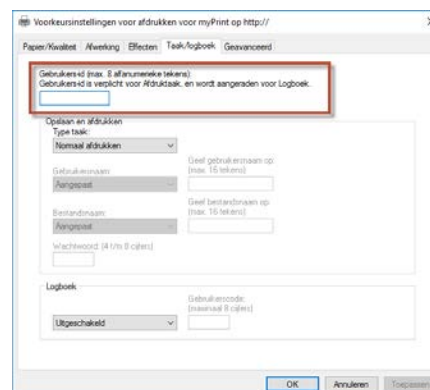 Voorkeursinstellingen voor afdrukken voor myPrint op http://
Papier/Kwaliteit Afwerking Effecten Taak/logboek Geavanceerd
Gebruikers-id (max. 8 alfanumerieke tekens):
Gebruikers-id is verplicht voor Afdruktaak, en wordt aangeraden voor Logboek.
Opslaan en afdrukken
Type taak:
Normaal afdrukken
Geef gebruikersnaam op:
Gebruikersnaam:
(max. 16 tekens)
Aangepast
Geef bestandsnaam op:
Bestandsnaam:
(max. 16 tekens)
Aangepast
Wachtwoord: (4 t/m 8 cijfers)
Logboek
Gebruikerscode:
(maximaal 8 cijfers)
Uitgeschakeld
OK Annuleren Toepassen